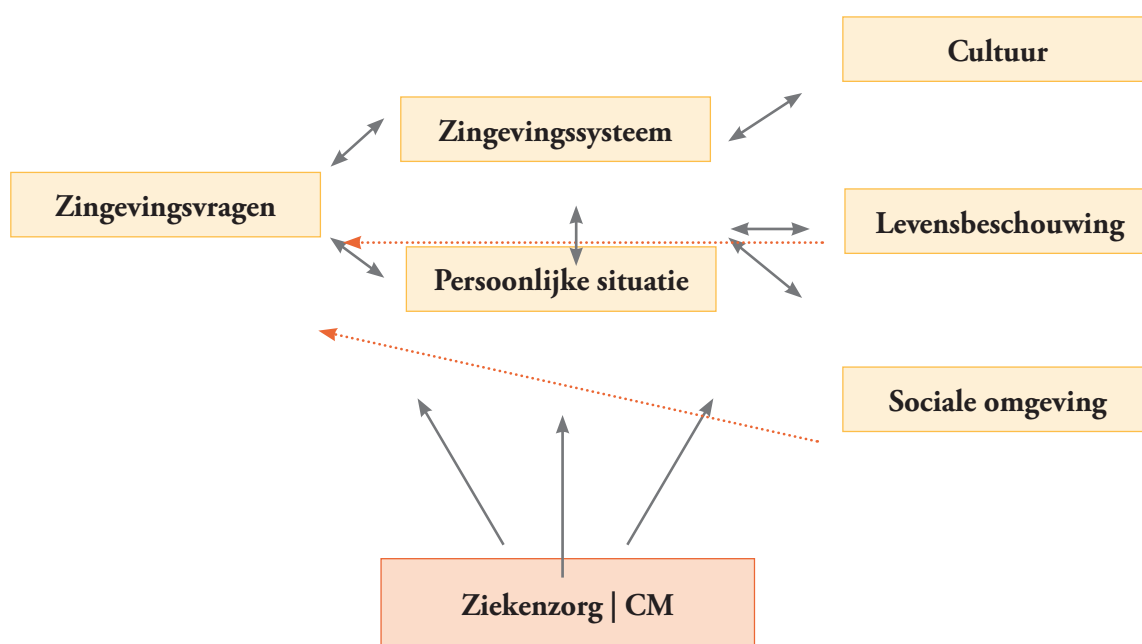 Cultuur
Zingevingssysteem
Zingevingsvragen
Levensbeschouwing
Persoonlijke situatie
Sociale omgeving
Ziekenzorg | CM